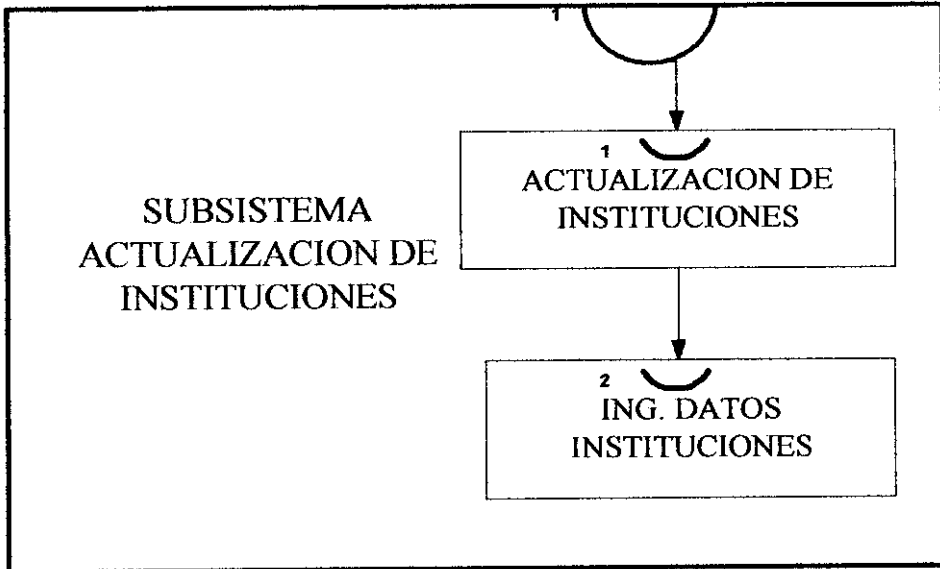 1
SUBSISTEMA
ACTUALIZACION DE
INSTITUCIONES
1
ACTUALIZACION DE
INSTITUCIONES
2
ING. DATOS
INSTITUCIONES